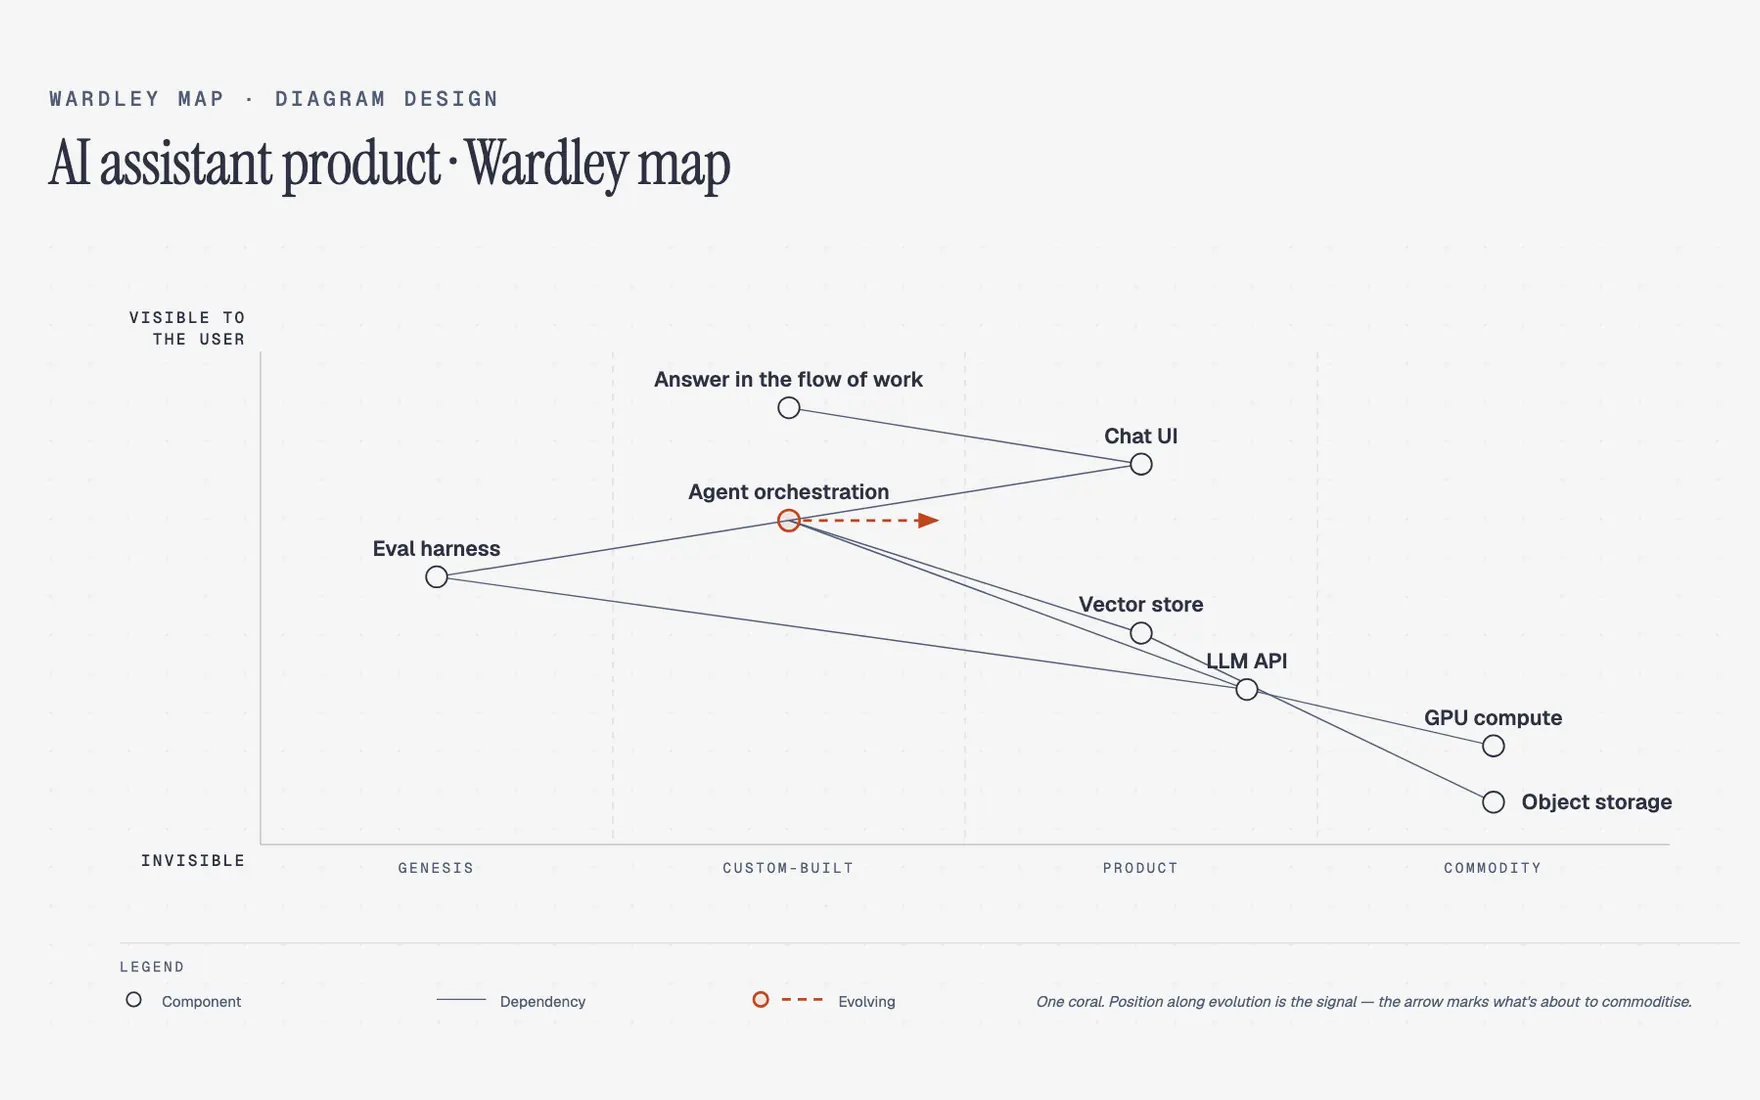 WARDLEY MAP · DIAGRAM DESIGN
AI assistant product · Wardley map
VISIBLE TO
THE USER
Answer in the flow of work
Chat UI
Agent orchestration
Eval harness
Vector store
LLM API
GPU compute
Object storage
INVISIBLE
GENESIS
CUSTOM-BUILT
PRODUCT
COMMODITY
LEGEND
Component
Dependency
Evolving
One coral. Position along evolution is the signal — the arrow marks what's about to commoditise.